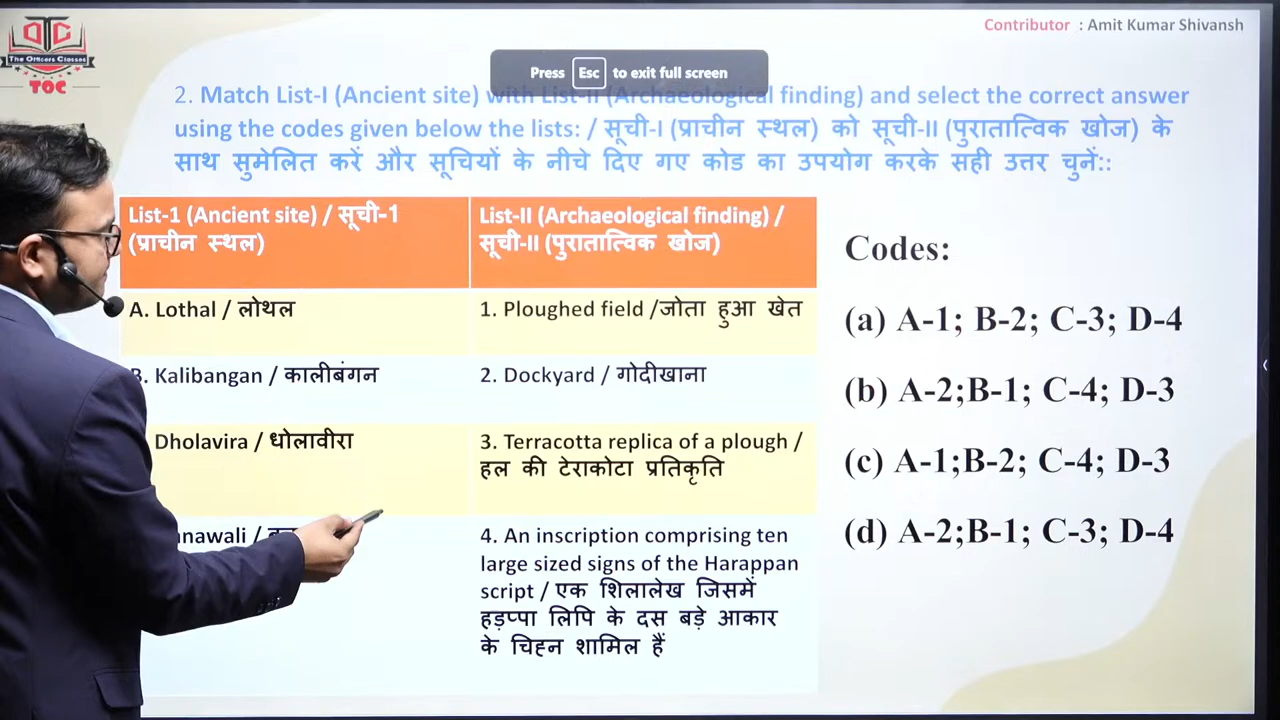 Contributor : Amit Kumar Shivansh
The Officers Classes
TOC
Press Esc to exit full screen
2. Match List-I (Ancient site) with List-II (Archaeological finding) and select the correct answer
using the codes given below the lists: / सूची-I (प्राचीन स्थल) को सूची-II (पुरातात्विक खोज) के
साथ सुमेलित करें और सूचियों के नीचे दिए गए कोड का उपयोग करके सही उत्तर चुनें::
List-1 (Ancient site) / सूची-1
(प्राचीन स्थल)
List-II (Archaeological finding) /
सूची-II (पुरातात्विक खोज)
A. Lothal / लोथल
1. Ploughed field /जोता हुआ खेत
B. Kalibangan / कालीबंगन
2. Dockyard / गोदीखाना
Dholavira / धोलावीरा
3. Terracotta replica of a plough /
हल की टेराकोटा प्रतिकृति
4. An inscription comprising ten
large sized signs of the Harappan
script / एक शिलालेख जिसमें
हड़प्पा लिपि के दस बड़े आकार
के चिह्न शामिल हैं
Codes:
(a) A-1; B-2; C-3; D-4
(b) A-2;B-1; C-4; D-3
(c) A-1;B-2; C-4; D-3
(d) A-2;B-1; C-3; D-4